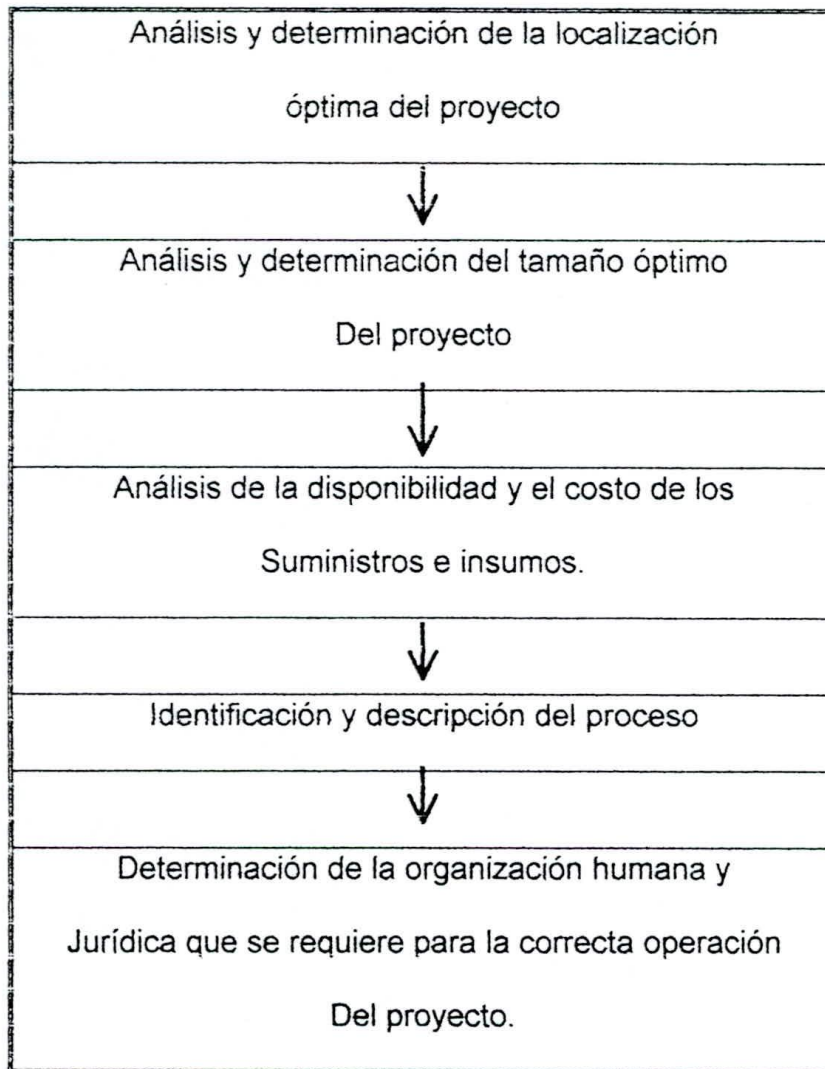 Análisis y determinación de la localización
óptima del proyecto
Análisis y determinación del tamaño óptimo
Del proyecto
Análisis de la disponibilidad y el costo de los
Suministros e insumos.
Identificación y descripción del proceso
Determinación de la organización humana y
Jurídica que se requiere para la correcta operación
Del proyecto.